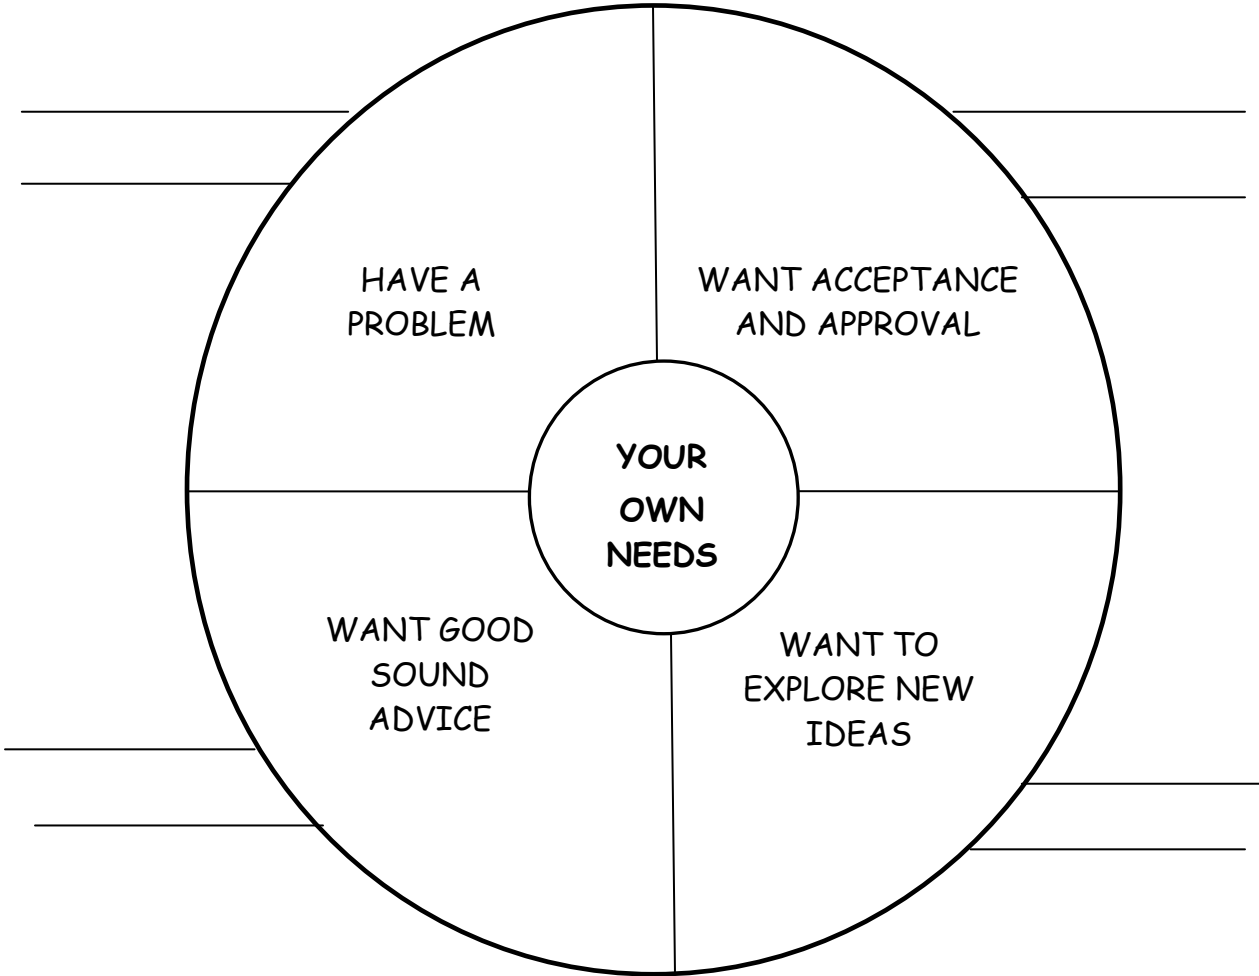 HAVE A
PROBLEM
WANT ACCEPTANCE
AND APPROVAL
YOUR
OWN
NEEDS
WANT GOOD
SOUND
ADVICE
WANT TO
EXPLORE NEW
IDEAS